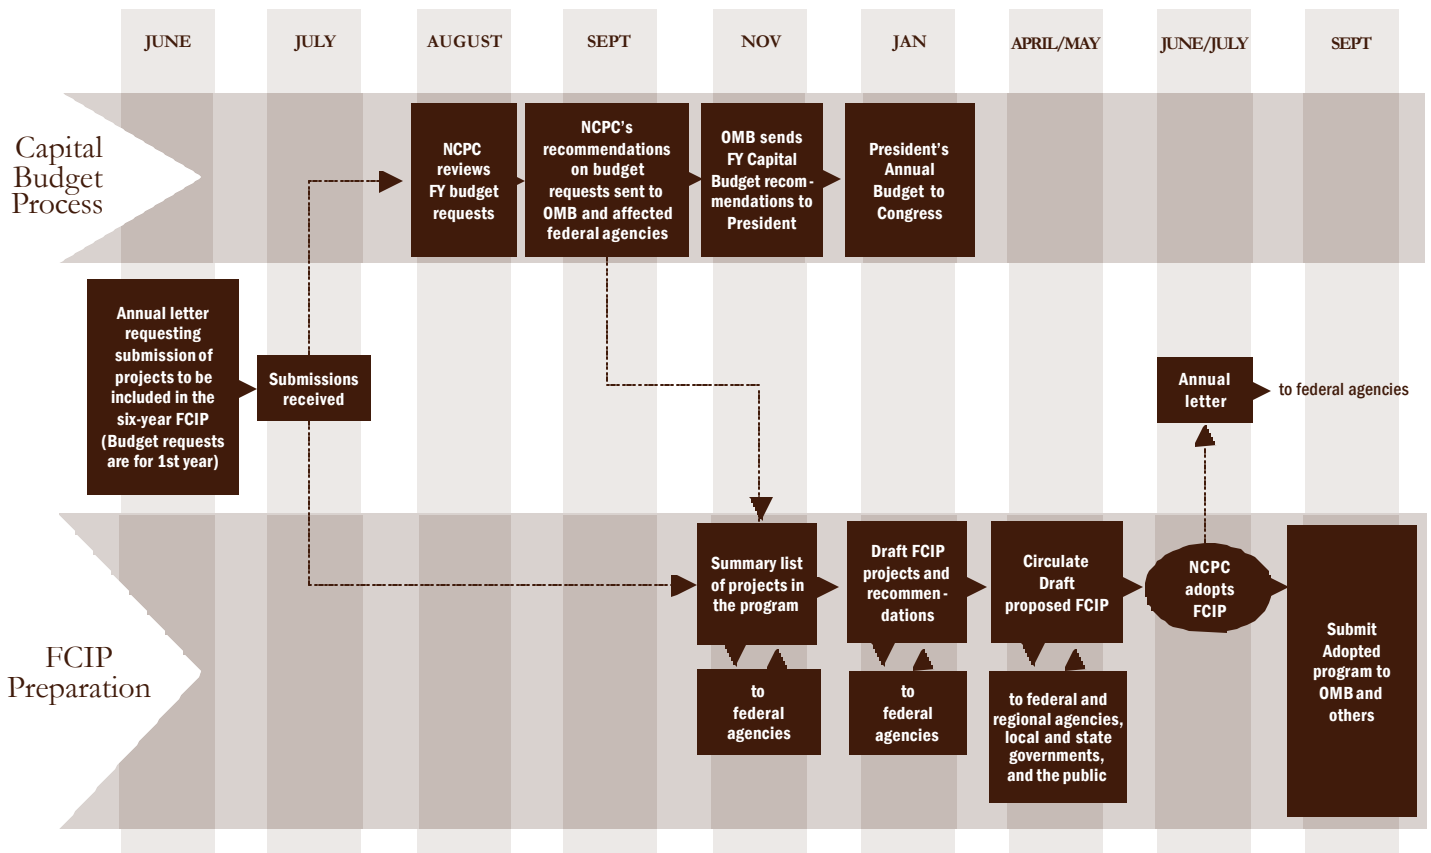 JUNE
JULY
AUGUST
SEPT
NOV
JAN
APRIL/MAY
JUNE/JULY
SEPT
Capital
Budget
Process
NCPC
reviews
FY budget
requests
NCPC's
recommendations
on budget
requests sent to
OMB and affected
federal agencies
OMB sends
FY Capital
Budget recom-
mendations to
President
President's
Annual
Budget to
Congress
Annual letter
requesting
submission of
projects to be
included in the
six-year FCIP
(Budget requests
are for 1st year)
Submissions
received
Annual
letter
to federal agencies
FCIP
Preparation
Summary list
of projects in
the program
Draft FCIP
projects and
recommen-
dations
Circulate
Draft
proposed FCIP
NCPC
adopts
FCIP
Submit
Adopted
program to
OMB and
others
to
federal
agencies
to
federal
agencies
to federal and
regional agencies,
local and state
governments,
and the public